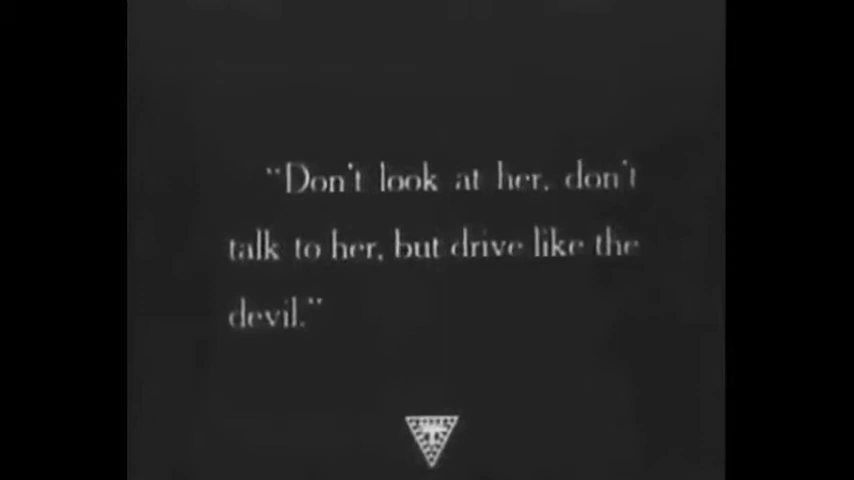 "Don't look at her, don't
talk to her, but drive like the
devil."